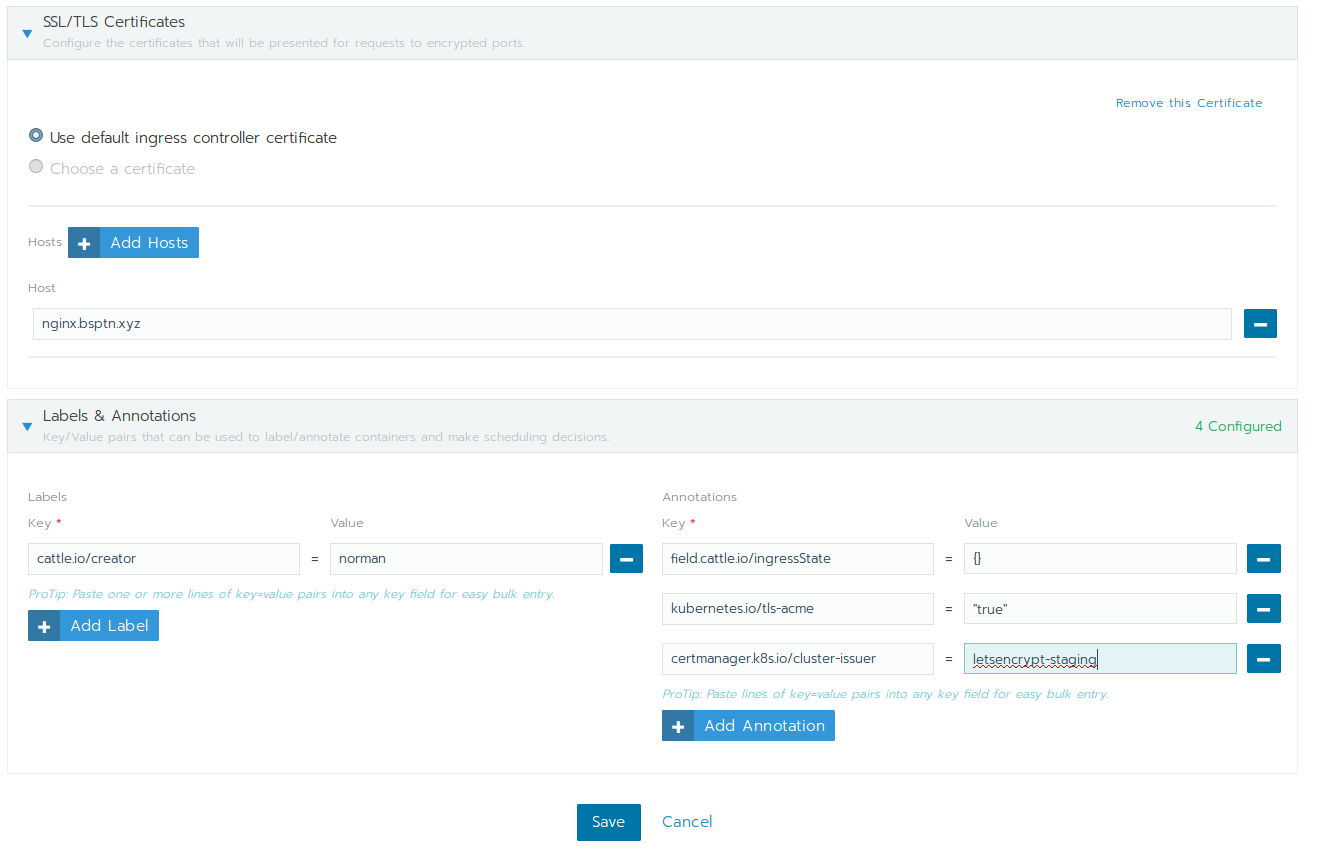 SSL/TLS Certificates
Configure the certificates that will be presented for requests to encrypted ports.
Remove this Certificate
Use default ingress controller certificate
Choose a certificate
Hosts + Add Hosts
Host
nginx.bsptn.xyz
Labels & Annotations
Key/Value pairs that can be used to label/annotate containers and make scheduling decisions.
4 Configured
Labels
Key * Value
cattle.io/creator = norman
ProTip: Paste one or more lines of key=value pairs into any key field for easy bulk entry.
+ Add Label
Annotations
Key * Value
field.cattle.io/ingressState = {}
kubernetes.io/tls-acme = "true"
certmanager.k8s.io/cluster-issuer = letsencrypt-staging
ProTip: Paste lines of key=value pairs into any key field for easy bulk entry.
+ Add Annotation
Save Cancel